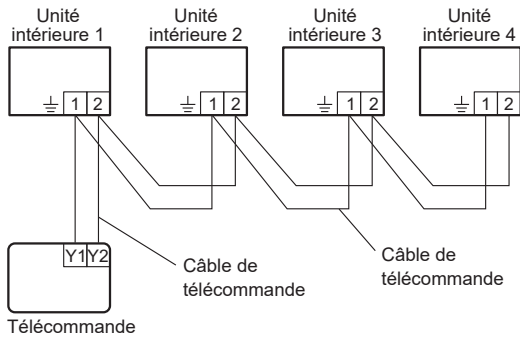 Unité
intérieure 1
Unité
intérieure 2
Unité
intérieure 3
Unité
intérieure 4
1 2
1 2
1 2
1 2
Y1 Y2
Câble de
télécommande
Câble de
télécommande
Télécommande